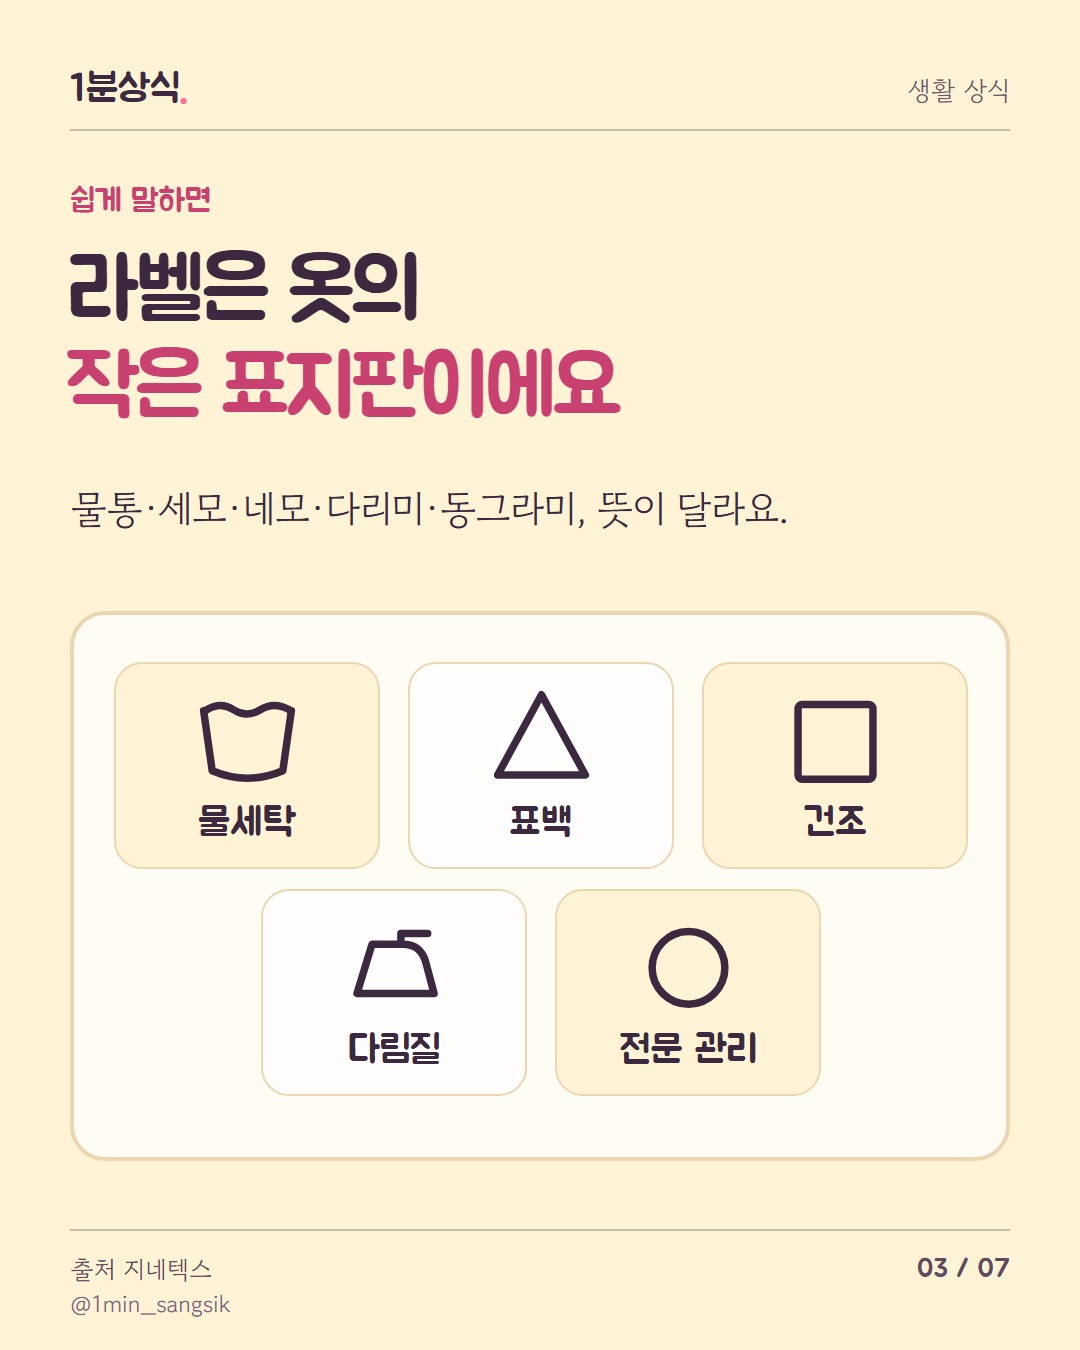 1분상식.
생활 상식
쉽게 말하면
라벨은 옷의
작은 표지판이에요
물통·세모·네모·다리미·동그라미, 뜻이 달라요.
물세탁
표백
건조
다림질
전문 관리
출처 지네텍스
@1min_sangsik
03 / 07